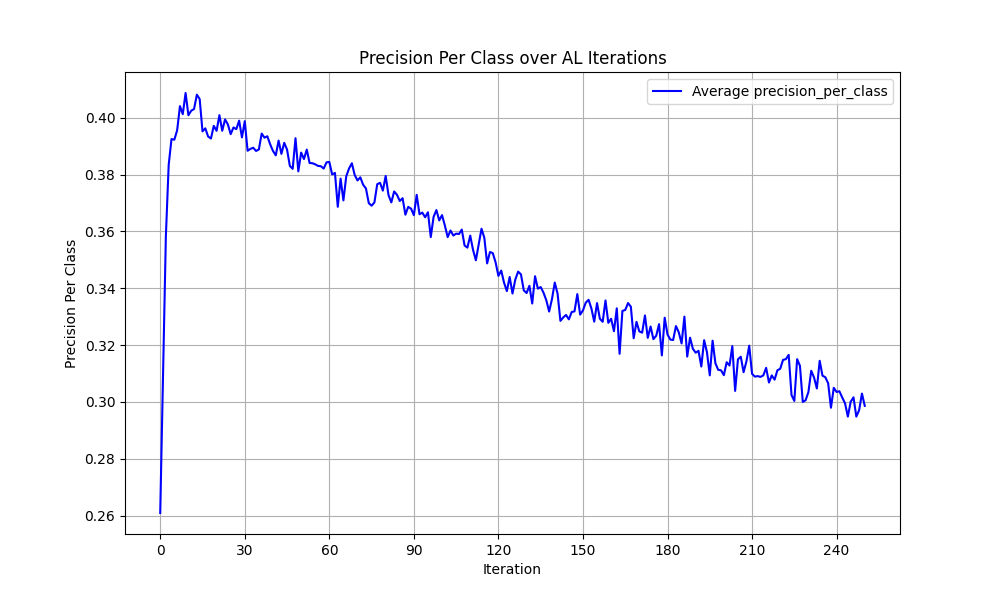 Precision Per Class over AL Iterations
Average precision_per_class
Precision Per Class
0.40
0.38
0.36
0.34
0.32
0.30
0.28
0.26
0 30 60 90 120 150 180 210 240
Iteration